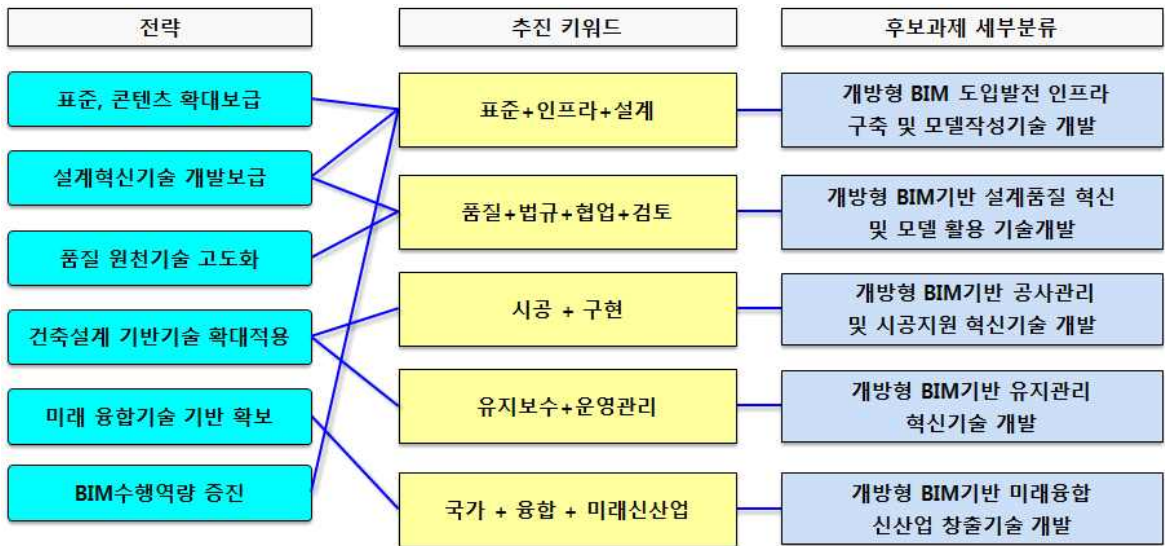 전략
추진 키워드
후보과제 세부분류
표준, 콘텐츠 확대보급
설계혁신기술 개발보급
품질 원천기술 고도화
건축설계 기반기술 확대적용
미래 융합기술 기반 확보
BIM수행역량 증진
표준+인프라+설계
품질+법규+협업+검토
시공 + 구현
유지보수+운영관리
국가 + 융합 + 미래신산업
개방형 BIM 도입발전 인프라
구축 및 모델작성기술 개발
개방형 BIM기반 설계품질 혁신
및 모델 활용 기술개발
개방형 BIM기반 공사관리
및 시공지원 혁신기술 개발
개방형 BIM기반 유지관리
혁신기술 개발
개방형 BIM기반 미래융합
신산업 창출기술 개발